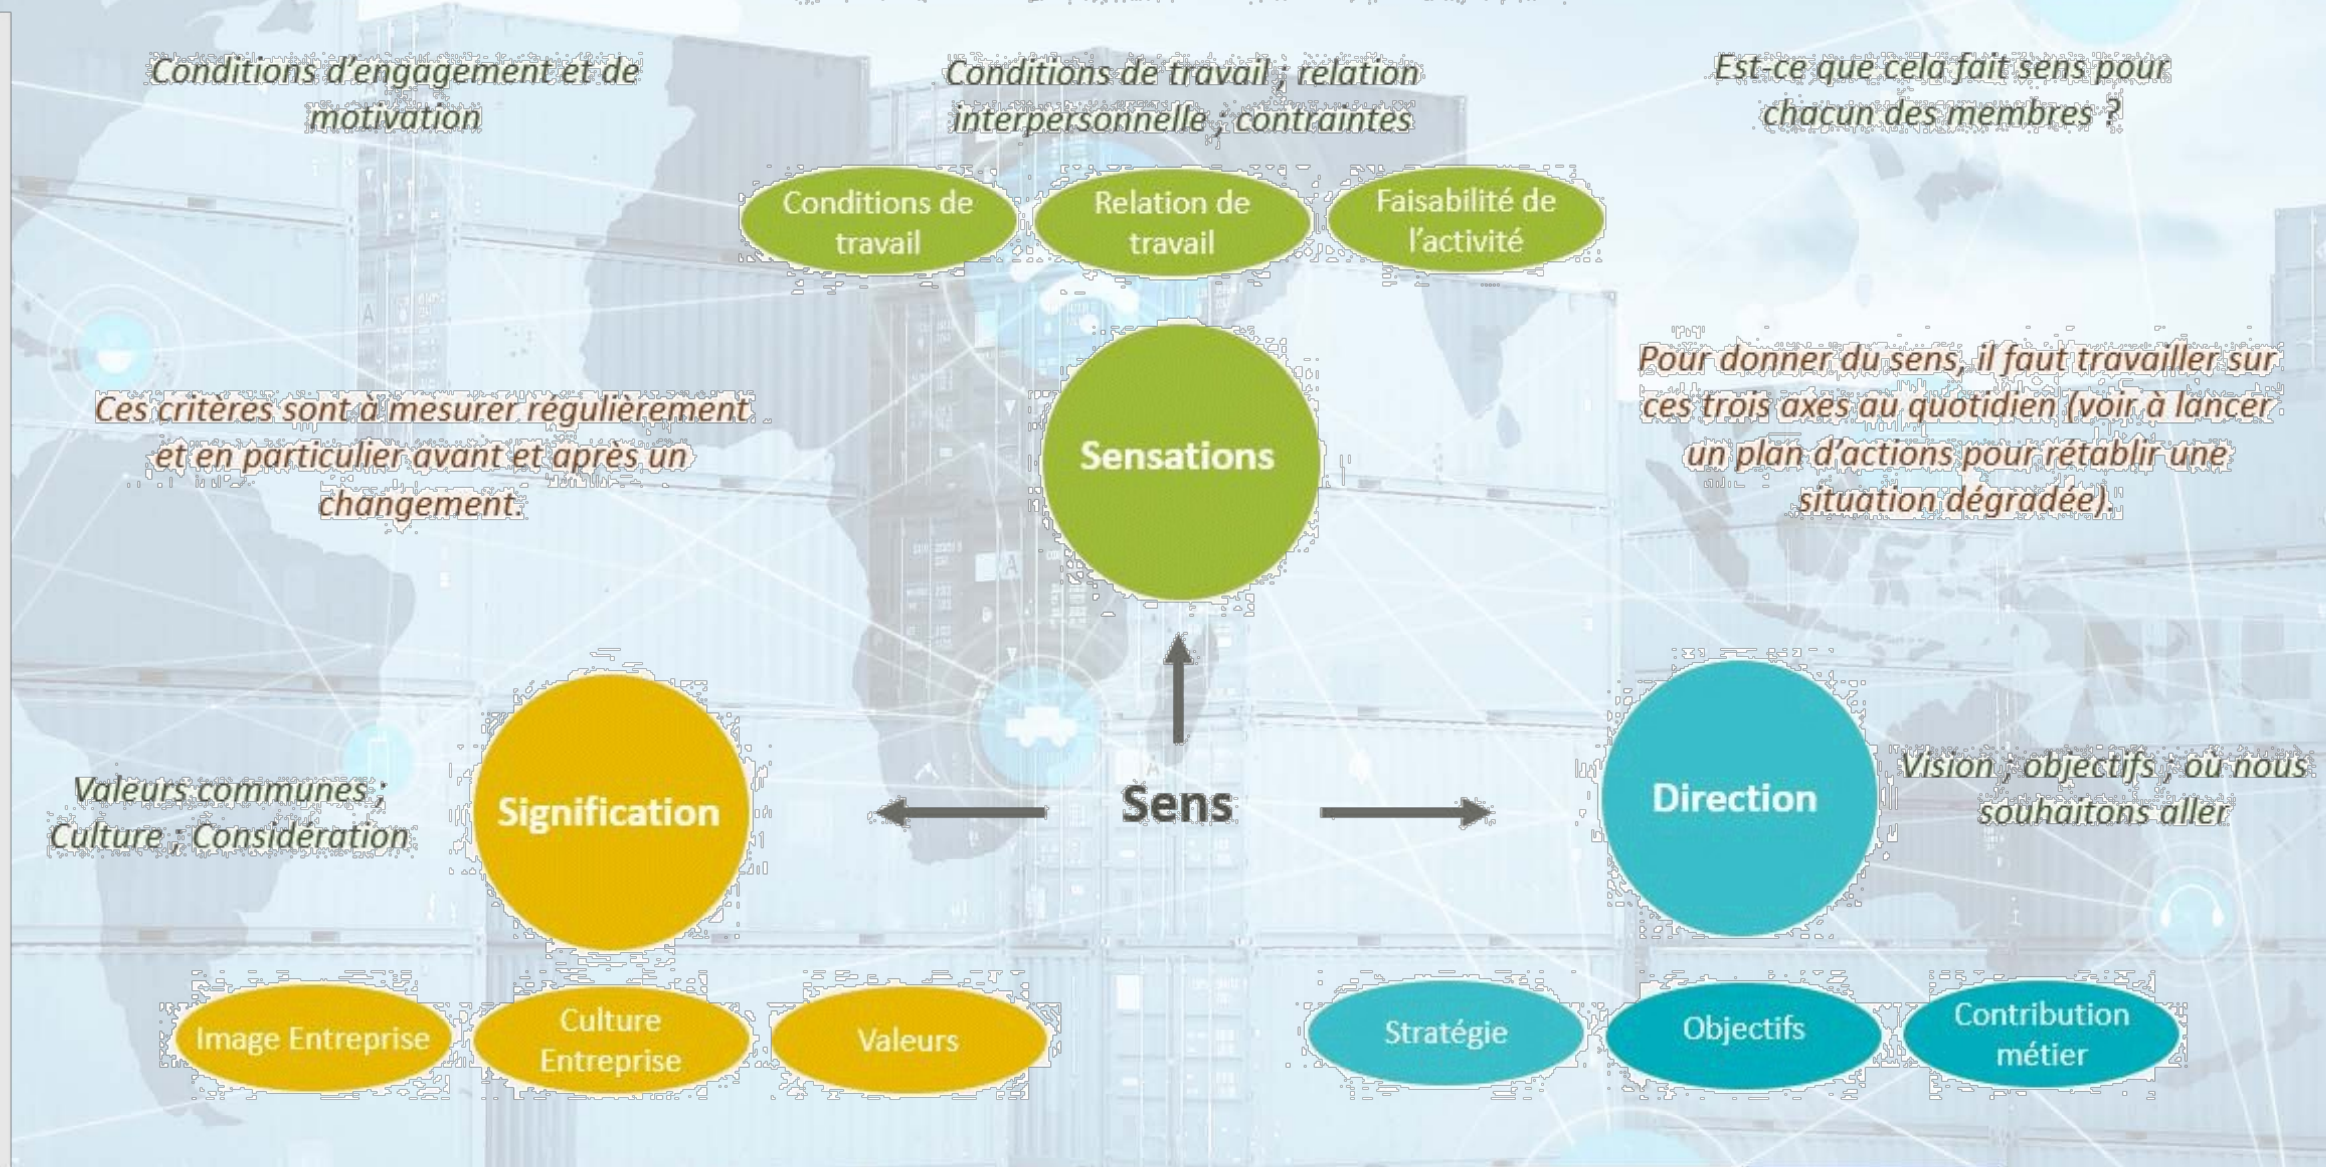 Conditions d'engagement et de
motivation
Conditions de travail ; relation
interpersonnelle ; contraintes
Est-ce que cela fait sens pour
chacun des membres ?
Conditions de
travail
Relation de
travail
Faisabilité de
l'activité
Sensations
Ces critères sont à mesurer régulièrement
et en particulier avant et après un
changement.
Pour donner du sens, il faut travailler sur
ces trois axes au quotidien (voir à lancer
un plan d'actions pour rétablir une
situation dégradée).
Valeurs communes ;
Culture ; Considération
Signification
Sens
Direction
Vision ; objectifs ; où nous
souhaitons aller
Image Entreprise
Culture
Entreprise
Valeurs
Stratégie
Objectifs
Contribution
métier